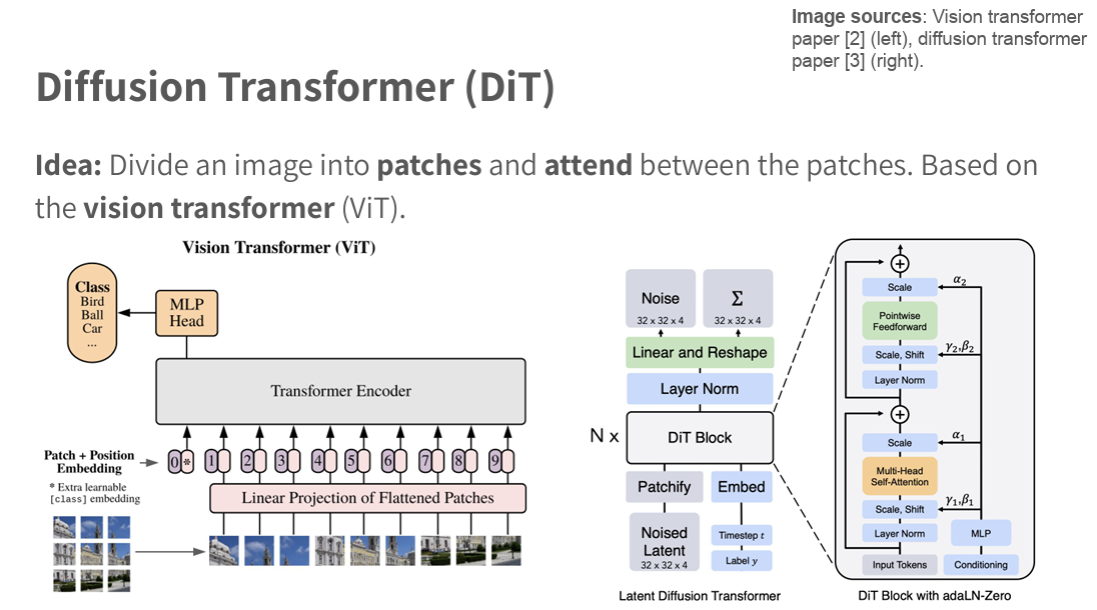 Image sources: Vision transformer
paper [2] (left), diffusion transformer
paper [3] (right).
Diffusion Transformer (DiT)
Idea: Divide an image into patches and attend between the patches. Based on
the vision transformer (ViT).
Vision Transformer (ViT)
Class
Bird
Ball
Car
...
MLP
Head
Transformer Encoder
Patch + Position
Embedding
* Extra learnable
[class] embedding
0 * 1 2 3 4 5 6 7 8 9
Linear Projection of Flattened Patches
Noise
32 x 32 x 4
Σ
32 x 32 x 4
Linear and Reshape
Layer Norm
N x
DiT Block
Patchify
Embed
Noised
Latent
32 x 32 x 4
Timestep t
Label y
Latent Diffusion Transformer
+
Scale
α₂
Pointwise
Feedforward
Scale, Shift
γ₂,β₂
Layer Norm
+
Scale
α₁
Multi-Head
Self-Attention
Scale, Shift
γ₁,β₁
Layer Norm
MLP
Input Tokens
Conditioning
DiT Block with adaLN-Zero